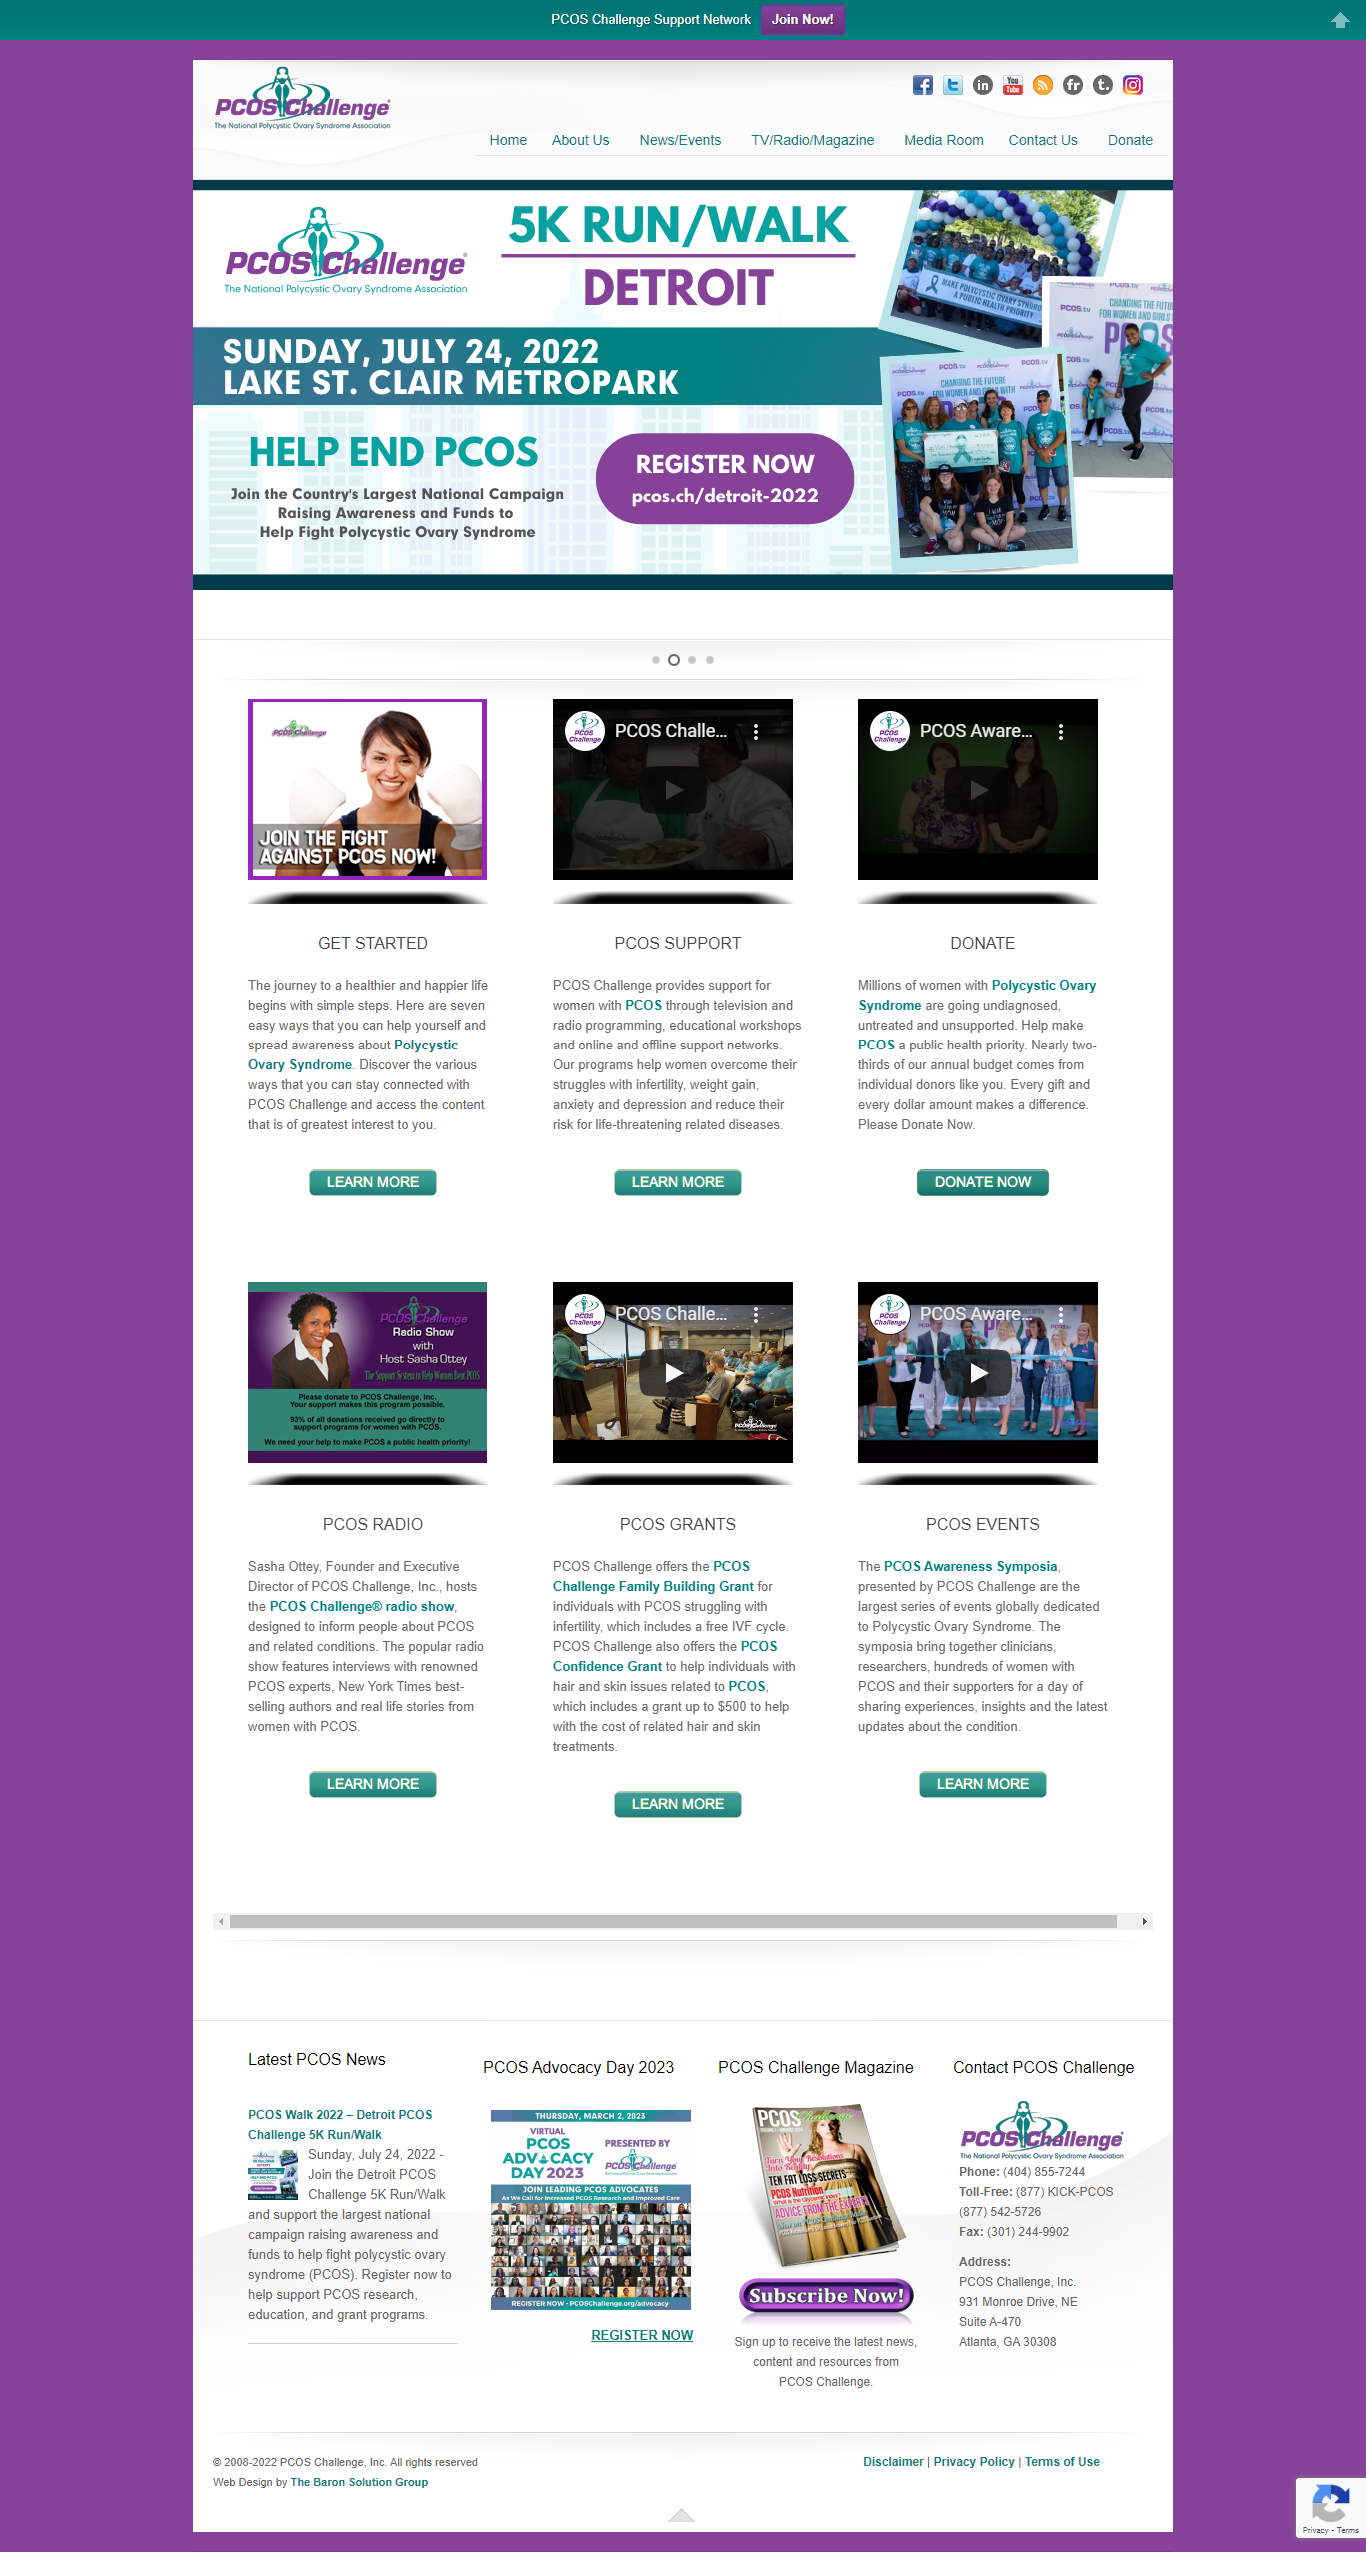 PCOS Challenge Support Network Join Now!
PCOS Challenge
The National Polycystic Ovary Syndrome Association
Home About Us News/Events TV/Radio/Magazine Media Room Contact Us Donate
PCOS Challenge
The National Polycystic Ovary Syndrome Association
5K RUN/WALK
DETROIT
SUNDAY, JULY 24, 2022
LAKE ST. CLAIR METROPARK
HELP END PCOS
Join the Country's Largest National Campaign
Raising Awareness and Funds to
Help Fight Polycystic Ovary Syndrome
REGISTER NOW
pcos.ch/detroit-2022
PCOS Challenge
JOIN THE FIGHT
AGAINST PCOS NOW!
PCOS Challe...
PCOS Aware...
GET STARTED
The journey to a healthier and happier life
begins with simple steps. Here are seven
easy ways that you can help yourself and
spread awareness about Polycystic
Ovary Syndrome. Discover the various
ways that you can stay connected with
PCOS Challenge and access the content
that is of greatest interest to you.
LEARN MORE
PCOS SUPPORT
PCOS Challenge provides support for
women with PCOS through television and
radio programming, educational workshops
and online and offline support networks.
Our programs help women overcome their
struggles with infertility, weight gain,
anxiety and depression and reduce their
risk for life-threatening related diseases.
LEARN MORE
DONATE
Millions of women with Polycystic Ovary
Syndrome are going undiagnosed,
untreated and unsupported. Help make
PCOS a public health priority. Nearly two-
thirds of our annual budget comes from
individual donors like you. Every gift and
every dollar amount makes a difference.
Please Donate Now.
DONATE NOW
PCOS Challenge
Radio Show
with
Host Sasha Ottey
The Support System to Help Women Beat PCOS
Please donate to PCOS Challenge, Inc.
Your support makes this program possible.
93% of all donations received go directly to
support programs for women with PCOS.
We need your help to make PCOS a public health priority!
PCOS Challe...
PCOS Aware...
PCOS RADIO
Sasha Ottey, Founder and Executive
Director of PCOS Challenge, Inc., hosts
the PCOS Challenge® radio show,
designed to inform people about PCOS
and related conditions. The popular radio
show features interviews with renowned
PCOS experts, New York Times best-
selling authors and real life stories from
women with PCOS.
LEARN MORE
PCOS GRANTS
PCOS Challenge offers the PCOS
Challenge Family Building Grant for
individuals with PCOS struggling with
infertility, which includes a free IVF cycle.
PCOS Challenge also offers the PCOS
Confidence Grant to help individuals with
hair and skin issues related to PCOS,
which includes a grant up to $500 to help
with the cost of related hair and skin
treatments.
LEARN MORE
PCOS EVENTS
The PCOS Awareness Symposia,
presented by PCOS Challenge are the
largest series of events globally dedicated
to Polycystic Ovary Syndrome. The
symposia bring together clinicians,
researchers, hundreds of women with
PCOS and their supporters for a day of
sharing experiences, insights and the latest
updates about the condition.
LEARN MORE
Latest PCOS News
PCOS Walk 2022 – Detroit PCOS
Challenge 5K Run/Walk
Sunday, July 24, 2022 -
Join the Detroit PCOS
Challenge 5K Run/Walk
and support the largest national
campaign raising awareness and
funds to help fight polycystic ovary
syndrome (PCOS). Register now to
help support PCOS research,
education, and grant programs.
PCOS Advocacy Day 2023
THURSDAY, MARCH 2, 2023
VIRTUAL
PCOS
ADVOCACY
DAY 2023
PRESENTED BY
PCOS Challenge
JOIN LEADING PCOS ADVOCATES
As We Call for Increased PCOS Research and Improved Care
REGISTER NOW • PCOSChallenge.org/advocacy
REGISTER NOW
PCOS Challenge Magazine
PCOS Challenge
Turn Your Resolutions
Into Reality
TEN FAT LOSS SECRETS
PCOS Nutrition
ADVICE FROM THE EXPERTS
Subscribe Now!
Sign up to receive the latest news,
content and resources from
PCOS Challenge.
Contact PCOS Challenge
PCOS Challenge
The National Polycystic Ovary Syndrome Association
Phone: (404) 855-7244
Toll-Free: (877) KICK-PCOS
(877) 542-5726
Fax: (301) 244-9902
Address:
PCOS Challenge, Inc.
931 Monroe Drive, NE
Suite A-470
Atlanta, GA 30308
© 2008-2022 PCOS Challenge, Inc. All rights reserved
Web Design by The Baron Solution Group
Disclaimer | Privacy Policy | Terms of Use
Privacy - Terms